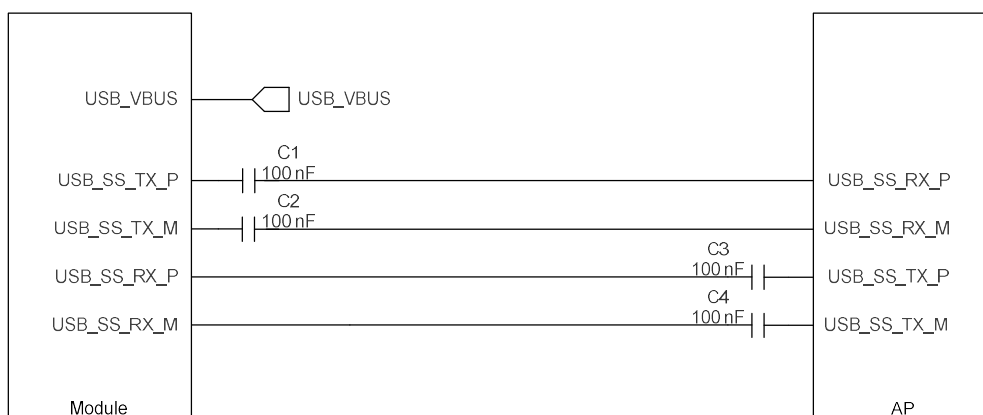 USB_VBUS USB_VBUS
C1
USB_SS_TX_P 100 nF USB_SS_RX_P
C2
USB_SS_TX_M 100 nF USB_SS_RX_M
C3
USB_SS_RX_P 100 nF USB_SS_TX_P
C4
USB_SS_RX_M 100 nF USB_SS_TX_M
Module AP